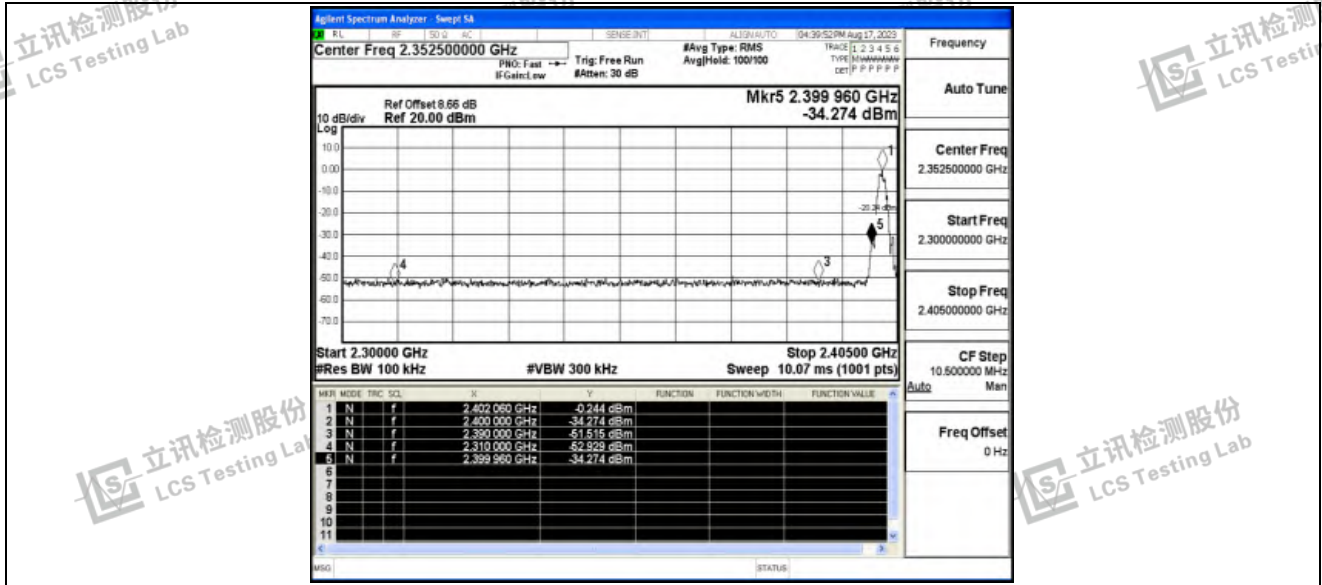 立讯检测股份
LCS Testing Lab
Agilent Spectrum Analyzer - Swept SA
RL RF 50 Ω AC SENSE:INT ALIGNAUTO 04:39:52PM Aug 17, 2023
Center Freq 2.352500000 GHz
PNO: Fast
IFGain:Low
Trig: Free Run
#Atten: 30 dB
#Avg Type: RMS
Avg|Hold: 100/100
TRACE 1 2 3 4 5 6
TYPE
DET P P P P P P
Frequency
Auto Tune
Center Freq
2.352500000 GHz
Start Freq
2.300000000 GHz
Stop Freq
2.405000000 GHz
CF Step
10.500000 MHz
Auto Man
Freq Offset
0 Hz
Mkr5 2.399 960 GHz
-34.274 dBm
Ref Offset 8.66 dB
10 dB/div Ref 20.00 dBm
Log
10.0
0.00
-10.0
-20.0
-30.0
-40.0
-50.0
-60.0
-70.0
1
-20.24 dBm
5
4
3
Start 2.30000 GHz
Stop 2.40500 GHz
#Res BW 100 kHz
#VBW 300 kHz
Sweep 10.07 ms (1001 pts)
MKR MODE TRC SCL X Y FUNCTION FUNCTION WIDTH FUNCTION VALUE
1 N f 2.402 060 GHz -0.244 dBm
2 N f 2.400 000 GHz -34.274 dBm
3 N f 2.390 000 GHz -51.515 dBm
4 N f 2.310 000 GHz -52.929 dBm
5 N f 2.399 960 GHz -34.274 dBm
6
7
8
9
10
11
MSG
STATUS
立讯检测股份
LCS Testing Lab
立讯检测股份
LCS Testing Lab